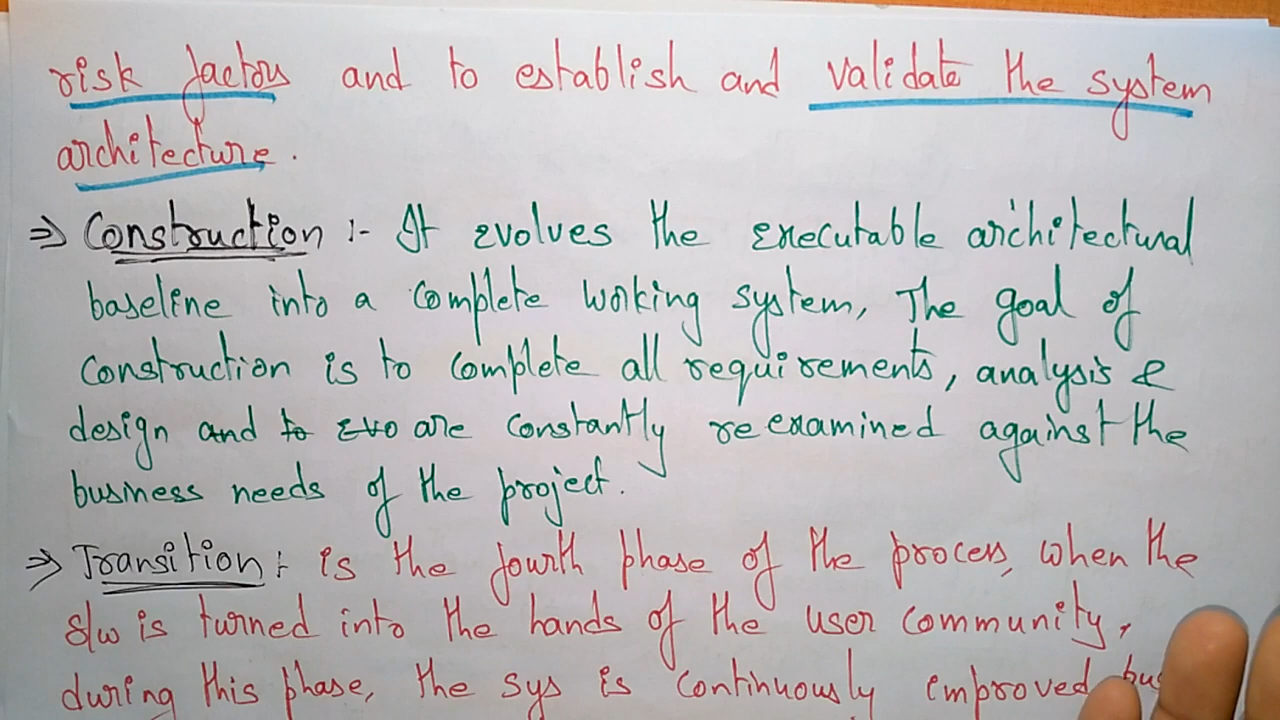 risk factors and to establish and validate the system
architecture.
⇒ Construction :- It evolves the executable architectural
baseline into a complete working system, The goal of
construction is to complete all requirements, analysis &
design and to evo are constantly reexamined against the
business needs of the project.
⇒ Transition :- is the fourth phase of the process, when the
s/w is turned into the hands of the user community,
during this phase, the sys is continuously improved